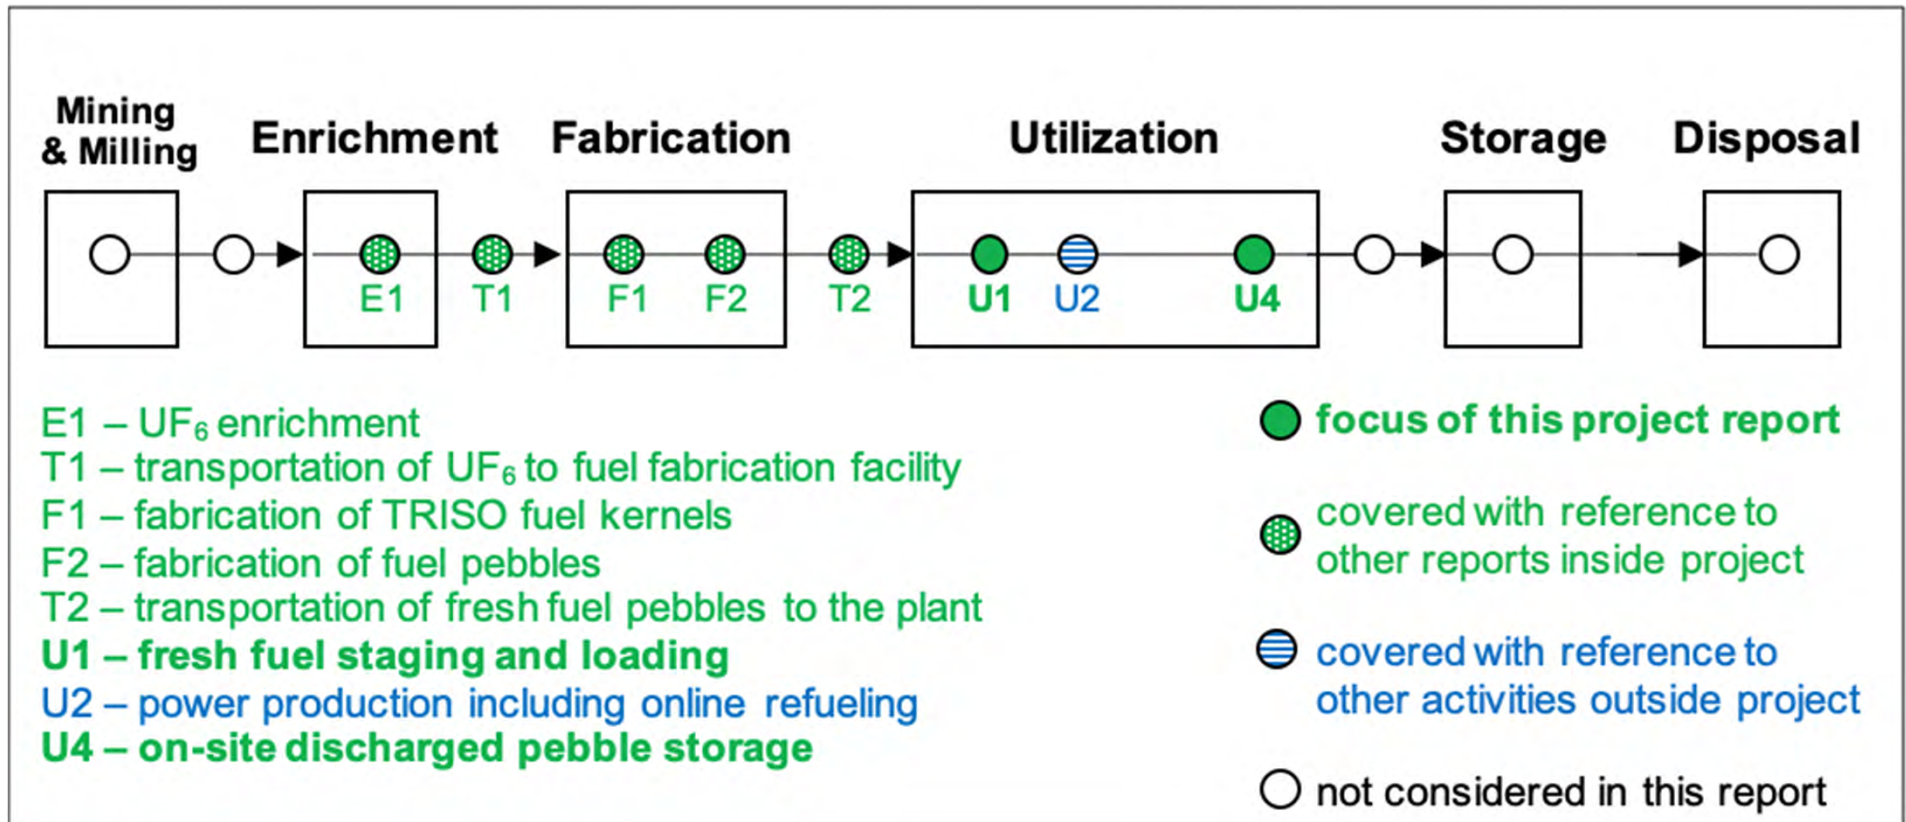 Mining
& Milling
Enrichment
Fabrication
Utilization
Storage
Disposal
E1
T1
F1
F2
T2
U1
U2
U4
E1 – UF₆ enrichment
T1 – transportation of UF₆ to fuel fabrication facility
F1 – fabrication of TRISO fuel kernels
F2 – fabrication of fuel pebbles
T2 – transportation of fresh fuel pebbles to the plant
U1 – fresh fuel staging and loading
U2 – power production including online refueling
U4 – on-site discharged pebble storage
focus of this project report
covered with reference to
other reports inside project
covered with reference to
other activities outside project
not considered in this report